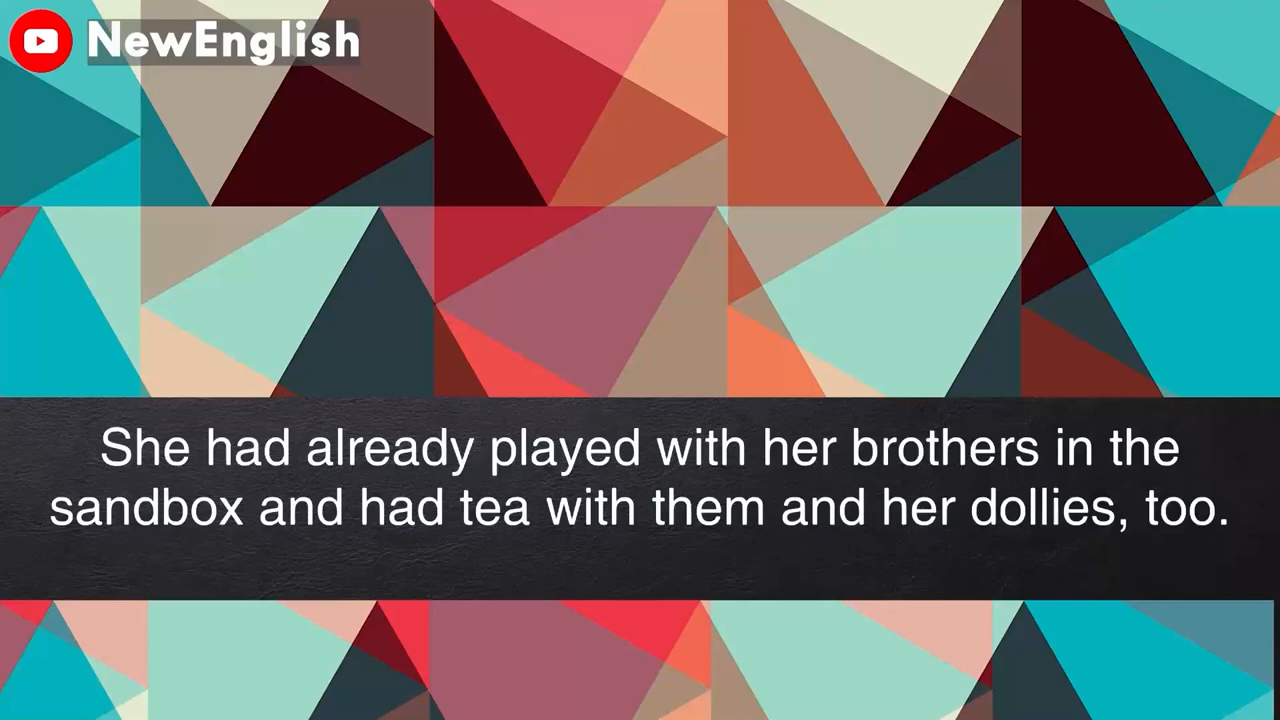 NewEnglish
She had already played with her brothers in the
sandbox and had tea with them and her dollies, too.